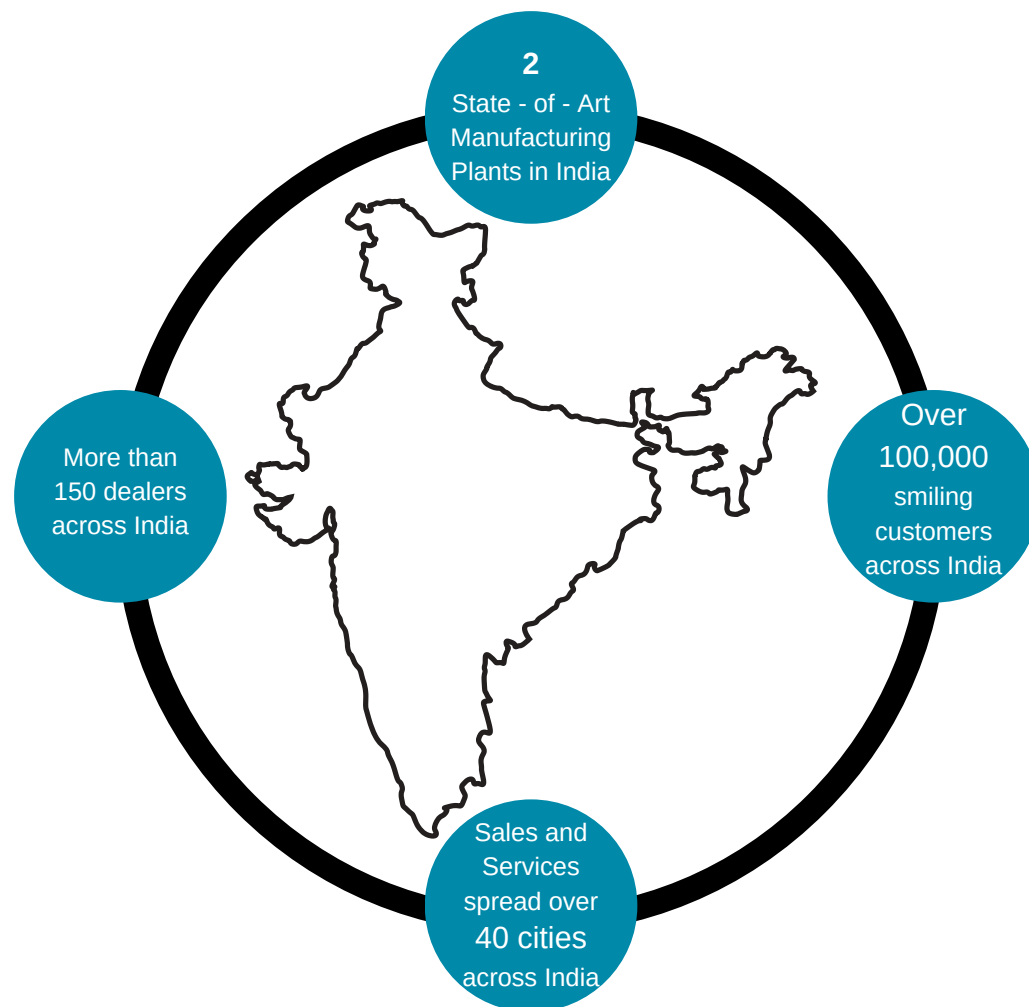 2
State - of - Art
Manufacturing
Plants in India
More than
150 dealers
across India
Over
100,000
smiling
customers
across India
Sales and
Services
spread over
40 cities
across India